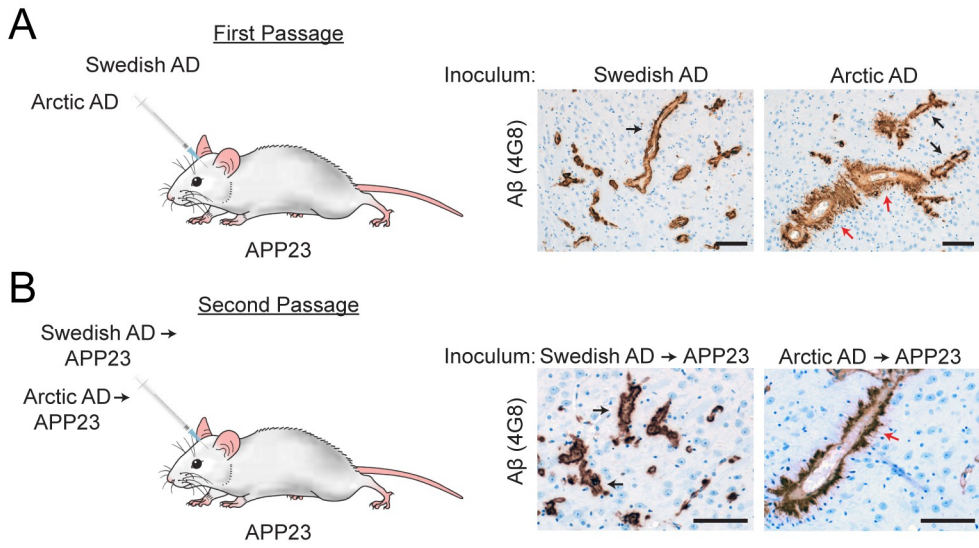 A
First Passage
Swedish AD
Arctic AD
APP23
Inoculum: Swedish AD Arctic AD
Aβ (4G8)
B
Second Passage
Swedish AD →
APP23
Arctic AD →
APP23
APP23
Inoculum: Swedish AD → APP23 Arctic AD → APP23
Aβ (4G8)